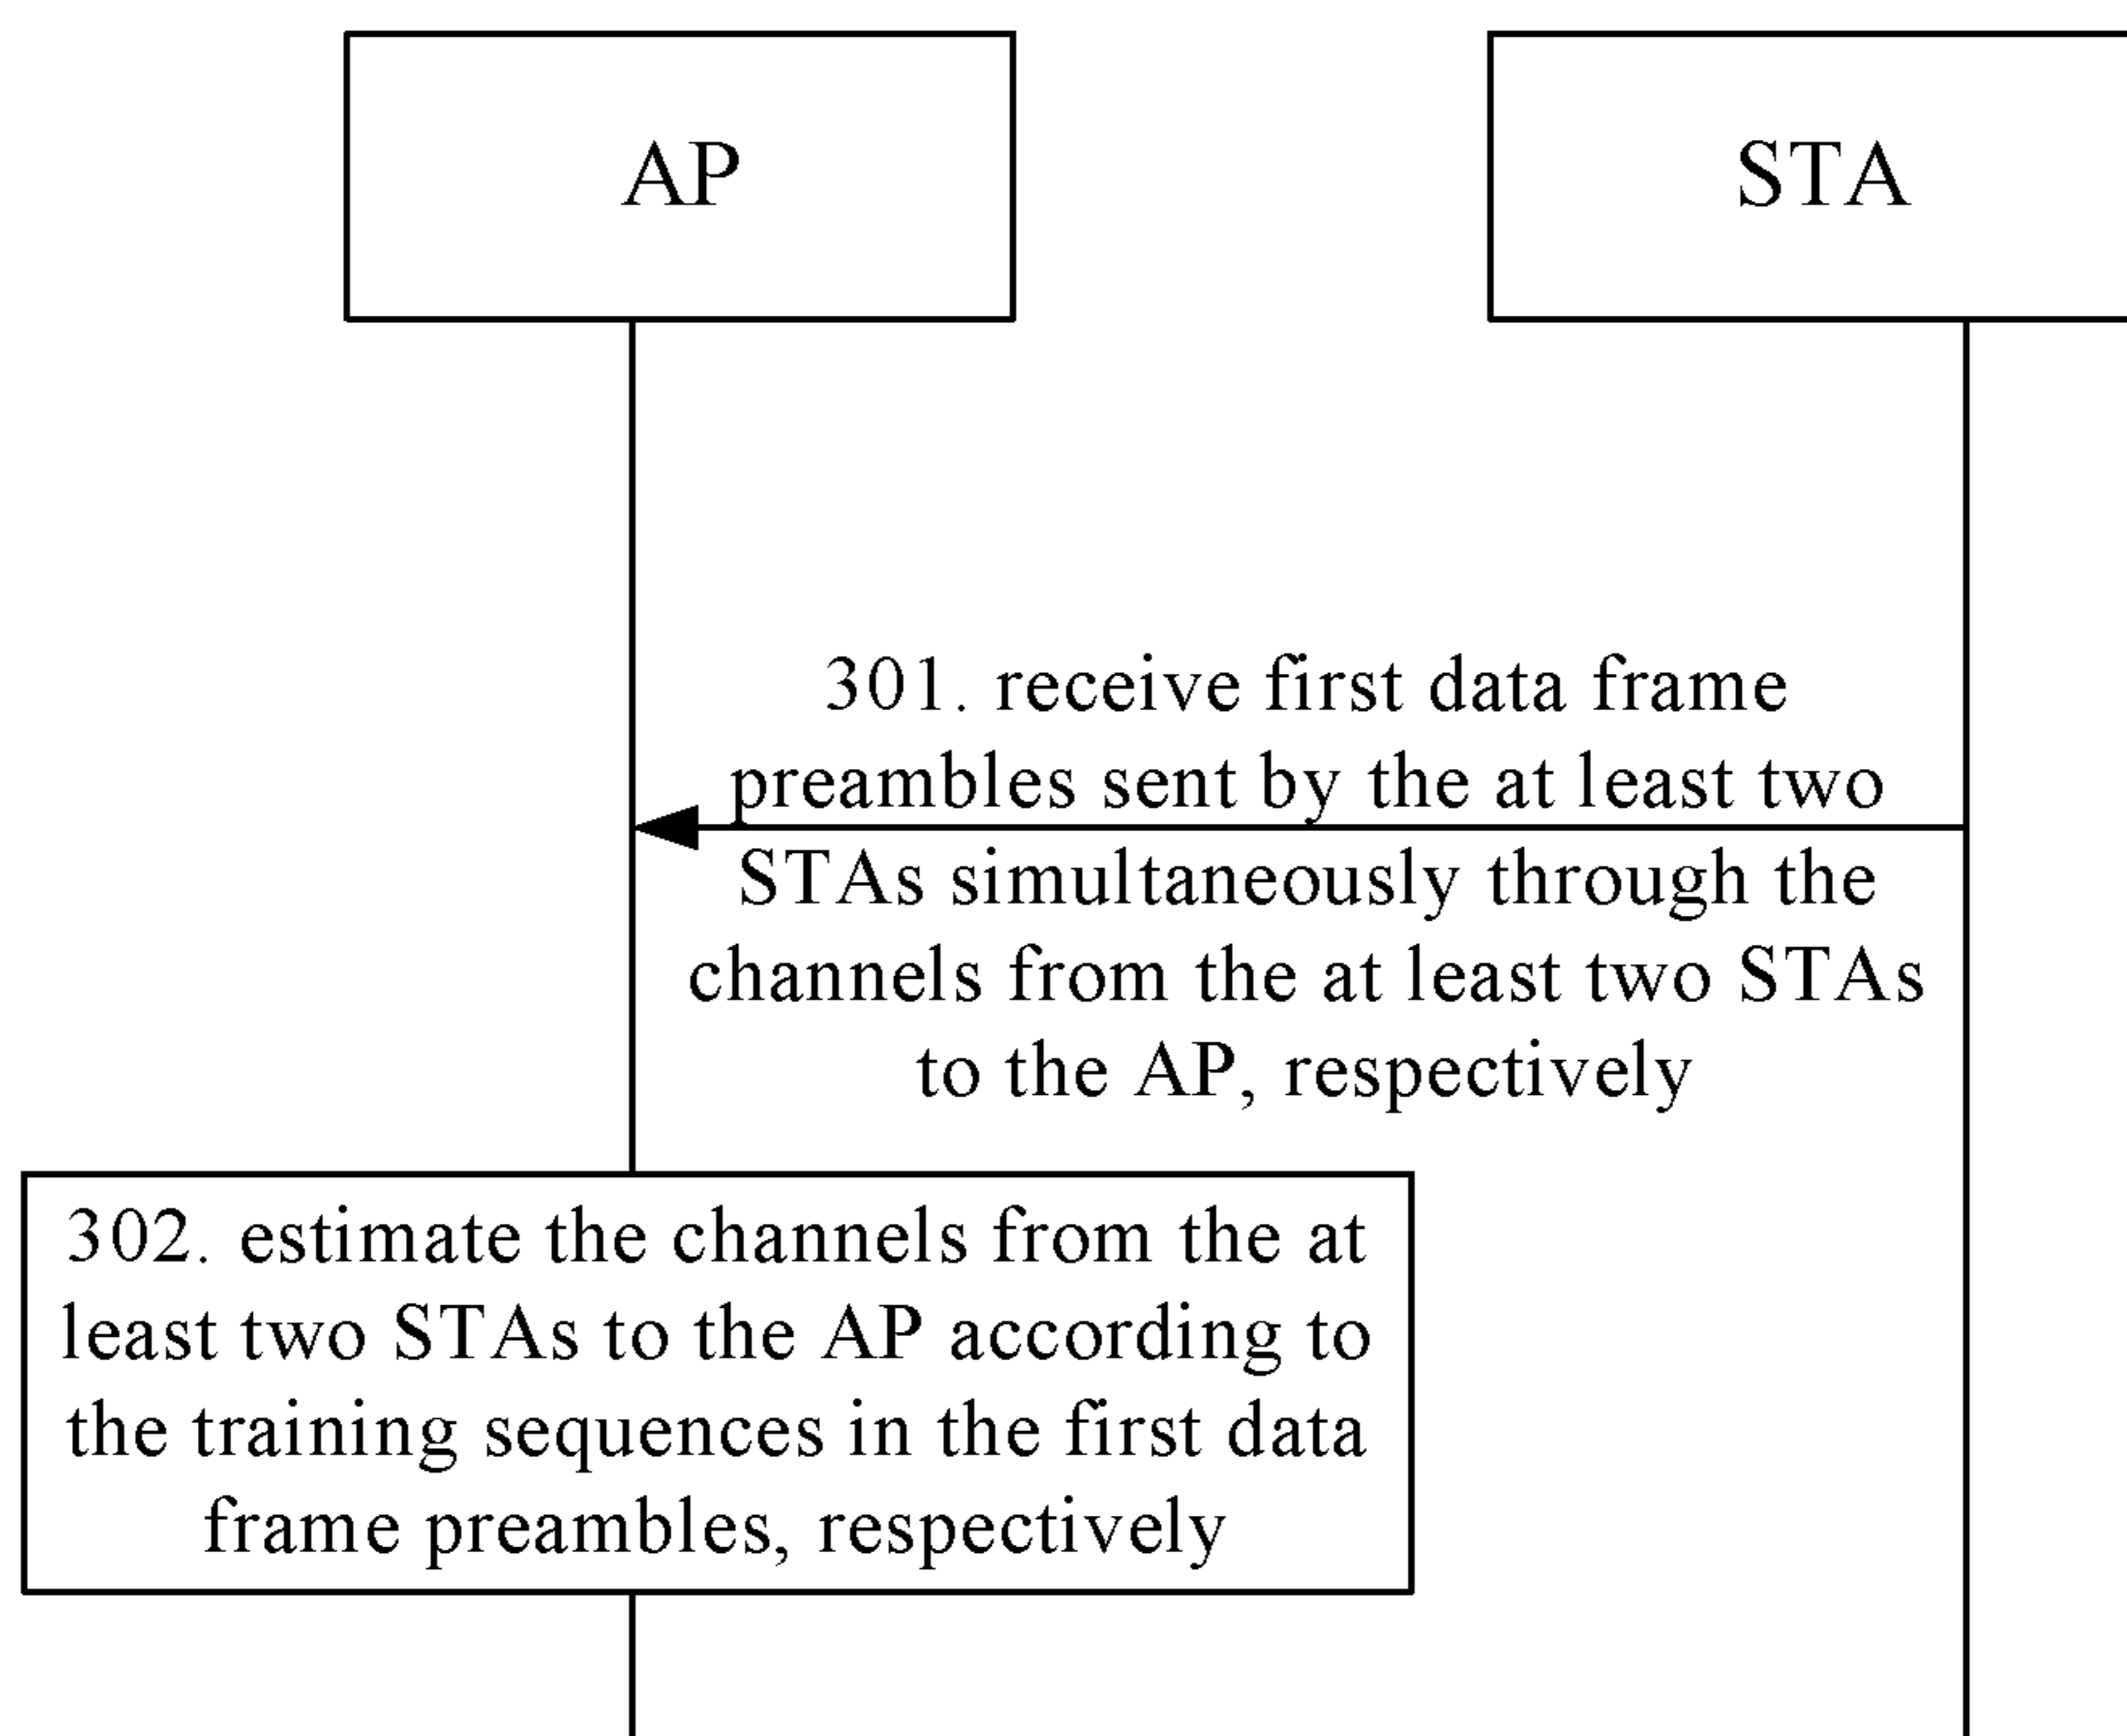 AP
STA
301. receive first data frame
preambles sent by the at least two
STAs simultaneously through the
channels from the at least two STAs
to the AP, respectively
302. estimate the channels from the at
least two STAs to the AP according to
the training sequences in the first data
frame preambles, respectively